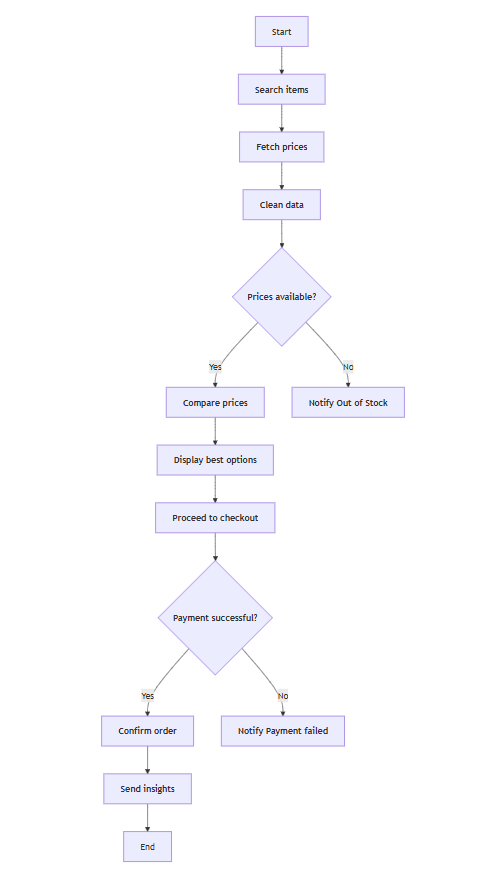 Start
Search items
Fetch prices
Clean data
Prices available?
Yes
No
Compare prices
Notify Out of Stock
Display best options
Proceed to checkout
Payment successful?
Yes
No
Confirm order
Notify Payment failed
Send insights
End